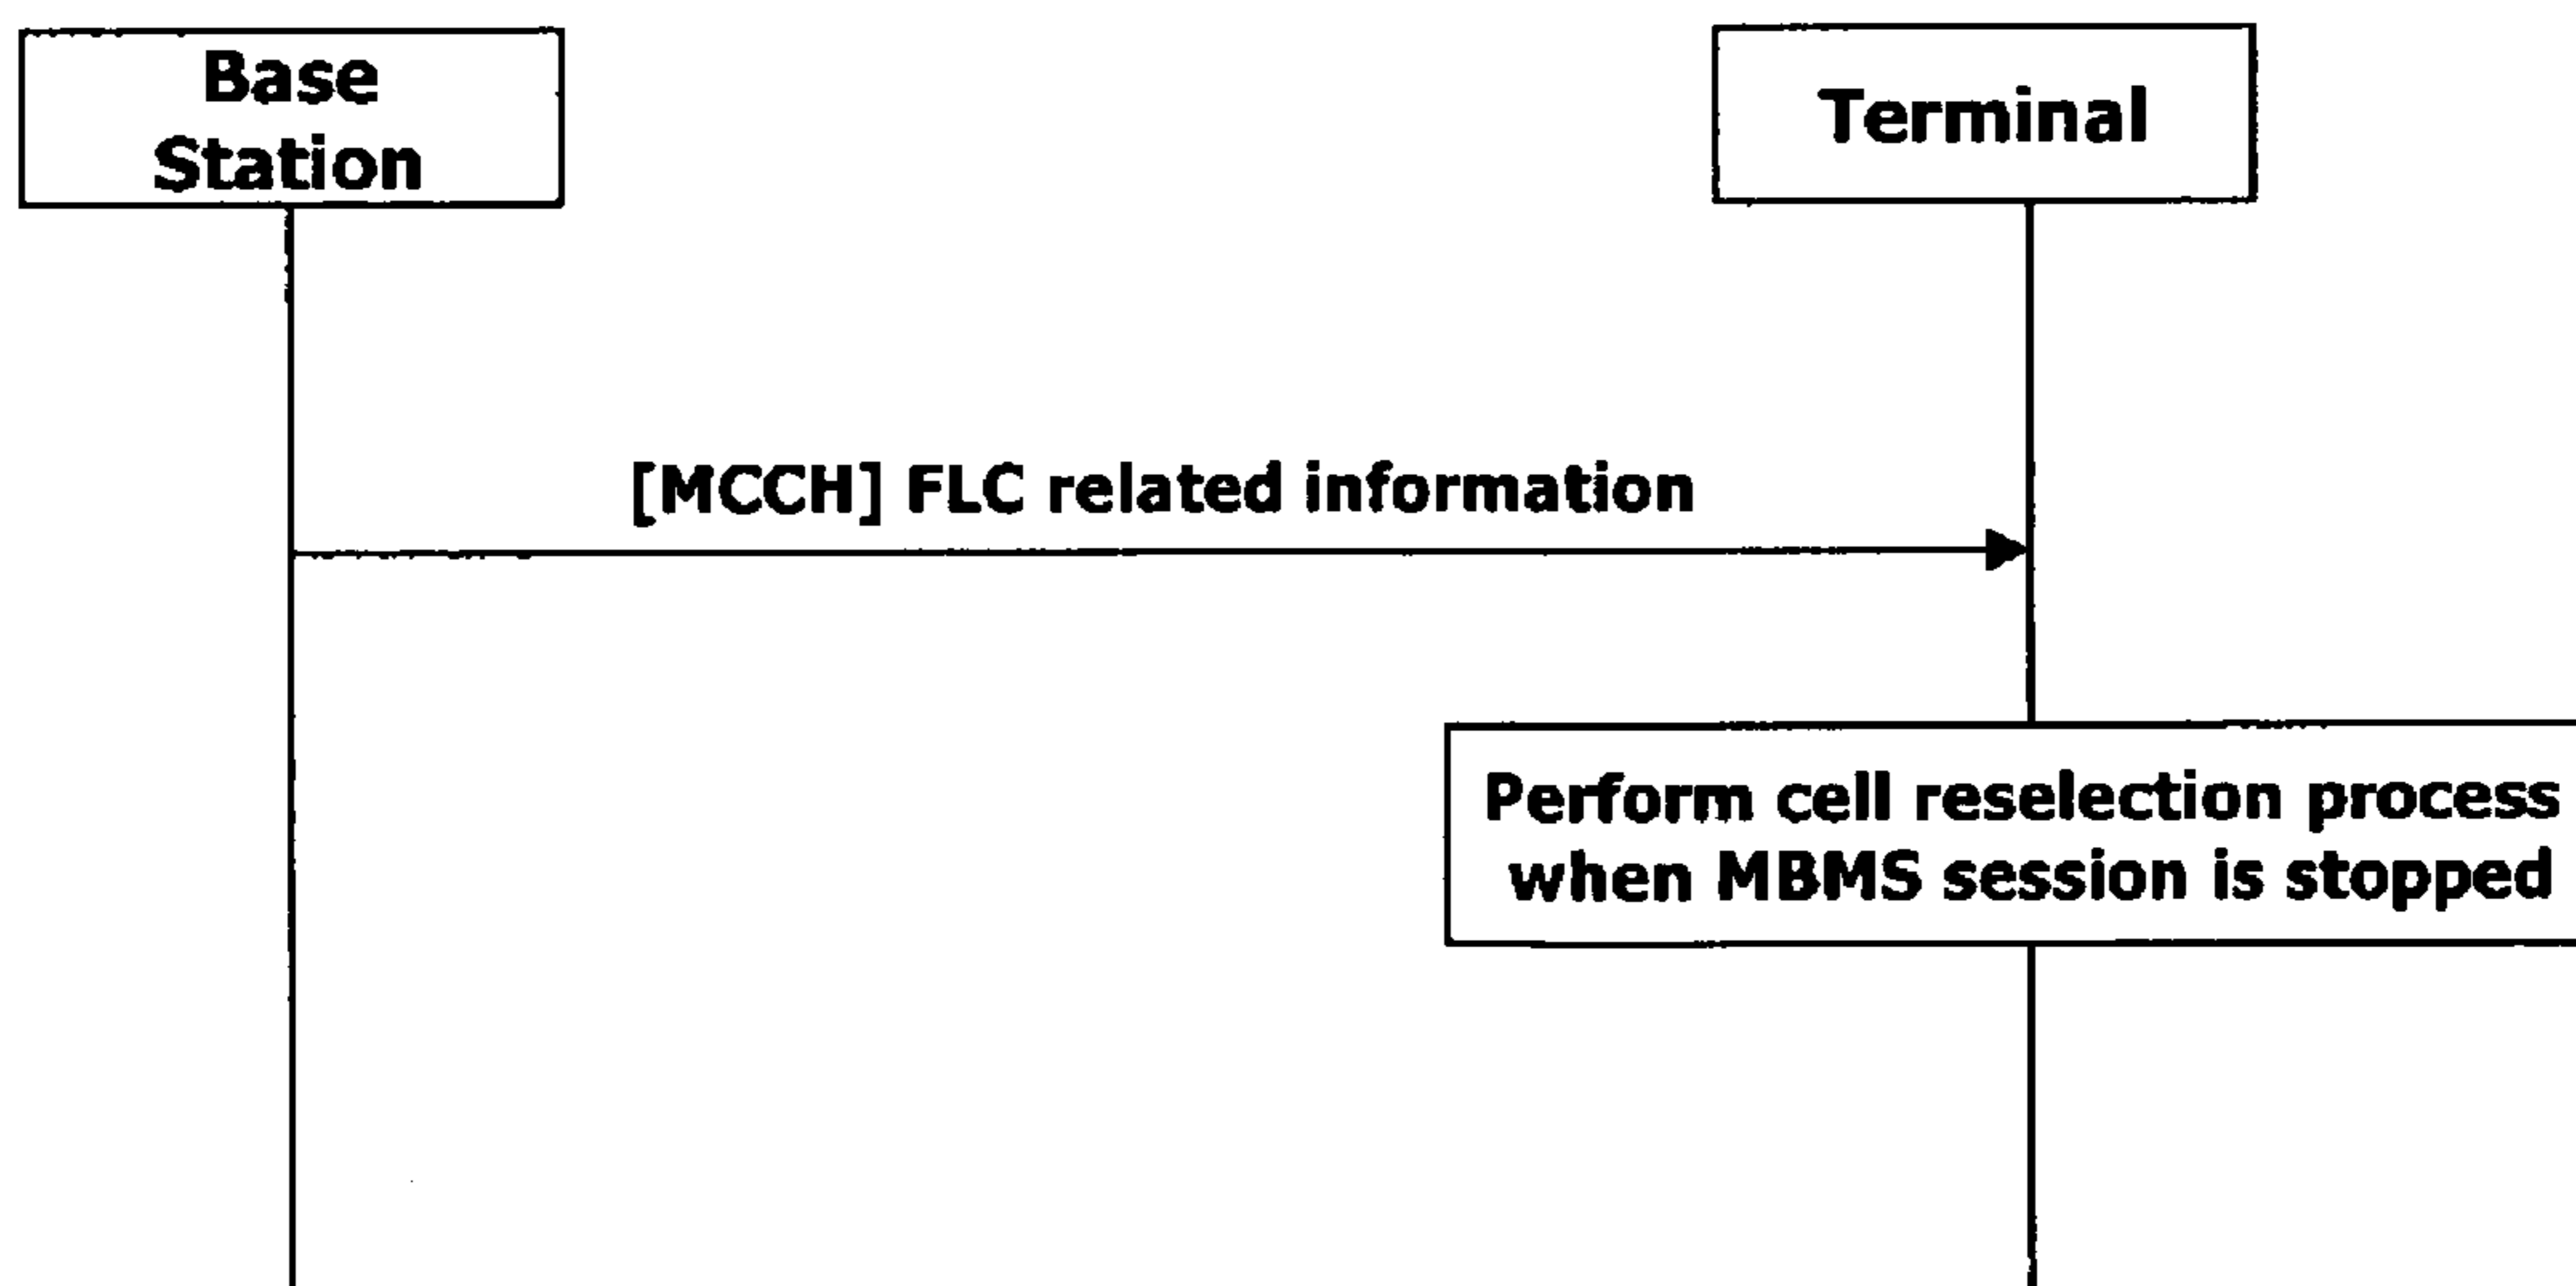 Base
Station
Terminal
[MCCH] FLC related information
Perform cell reselection process
when MBMS session is stopped